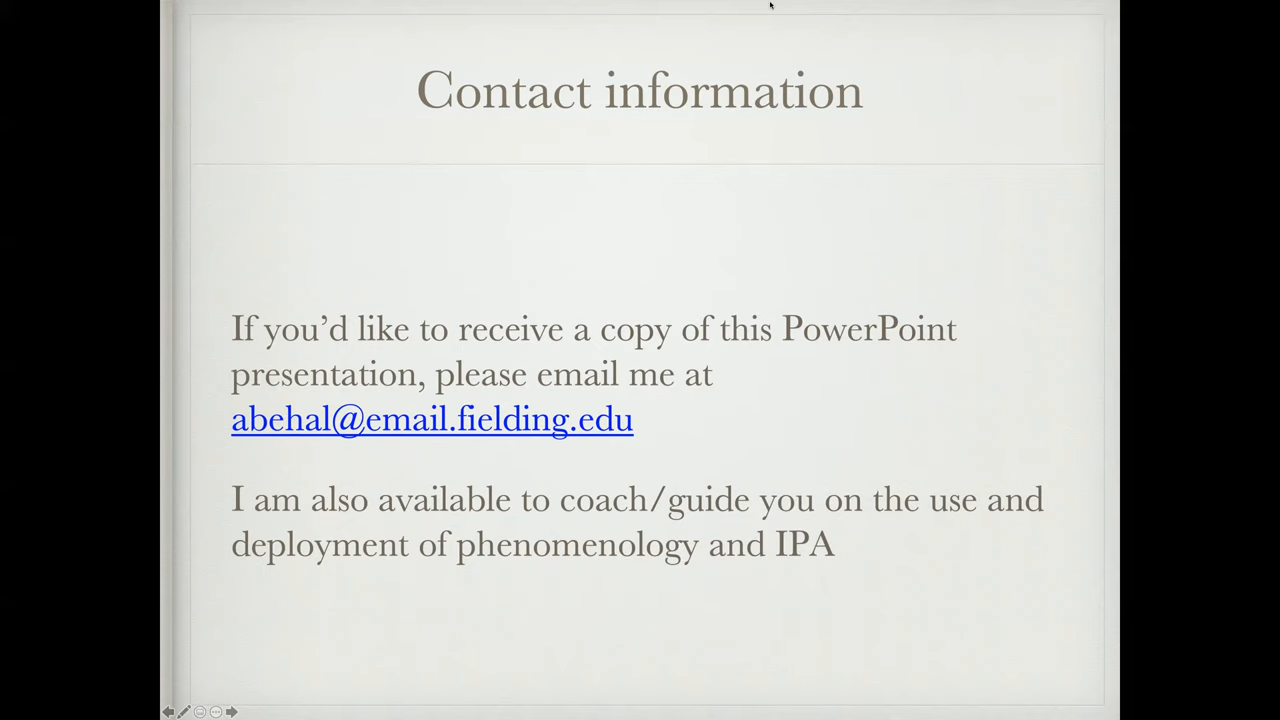 Contact information
If you’d like to receive a copy of this PowerPoint
presentation, please email me at
abehal@email.fielding.edu
I am also available to coach/guide you on the use and
deployment of phenomenology and IPA